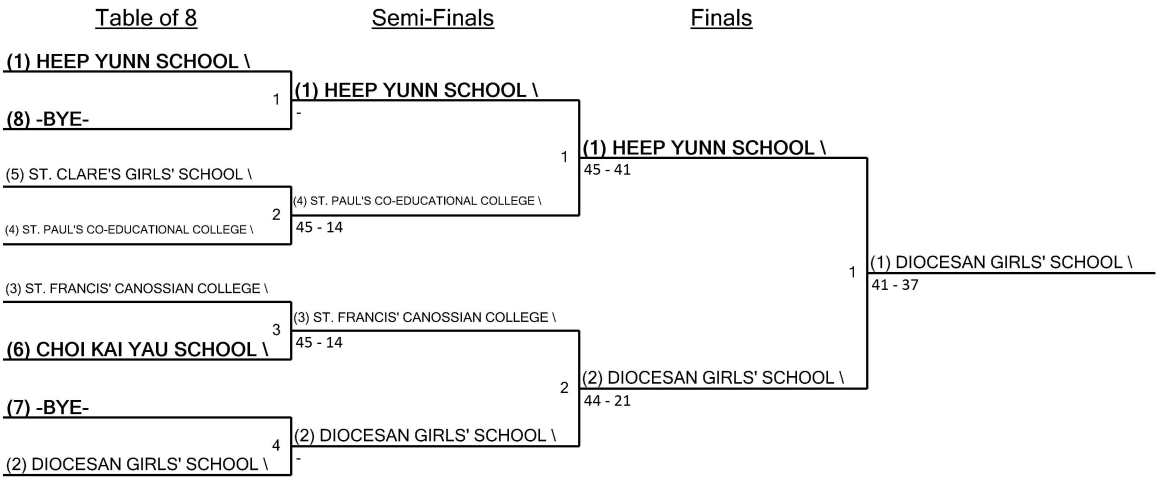 Table of 8
Semi-Finals
Finals
(1) HEEP YUNN SCHOOL \
1
(8) -BYE-
(1) HEEP YUNN SCHOOL \
-
(5) ST. CLARE'S GIRLS' SCHOOL \
2
(4) ST. PAUL'S CO-EDUCATIONAL COLLEGE \
(4) ST. PAUL'S CO-EDUCATIONAL COLLEGE \
45 - 14
1
(1) HEEP YUNN SCHOOL \
45 - 41
(3) ST. FRANCIS' CANOSSIAN COLLEGE \
3
(6) CHOI KAI YAU SCHOOL \
(3) ST. FRANCIS' CANOSSIAN COLLEGE \
45 - 14
(7) -BYE-
4
(2) DIOCESAN GIRLS' SCHOOL \
(2) DIOCESAN GIRLS' SCHOOL \
-
2
(2) DIOCESAN GIRLS' SCHOOL \
44 - 21
1
(1) DIOCESAN GIRLS' SCHOOL \
41 - 37